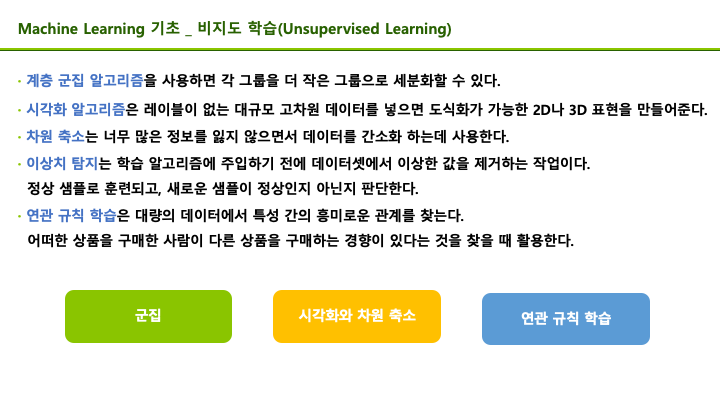 Machine Learning 기초 _ 비지도 학습(Unsupervised Learning)
· 계층 군집 알고리즘을 사용하면 각 그룹을 더 작은 그룹으로 세분화할 수 있다.
· 시각화 알고리즘은 레이블이 없는 대규모 고차원 데이터를 넣으면 도식화가 가능한 2D나 3D 표현을 만들어준다.
· 차원 축소는 너무 많은 정보를 잃지 않으면서 데이터를 간소화 하는데 사용한다.
· 이상치 탐지는 학습 알고리즘에 주입하기 전에 데이터셋에서 이상한 값을 제거하는 작업이다.
정상 샘플로 훈련되고, 새로운 샘플이 정상인지 아닌지 판단한다.
· 연관 규칙 학습은 대량의 데이터에서 특성 간의 흥미로운 관계를 찾는다.
어떠한 상품을 구매한 사람이 다른 상품을 구매하는 경향이 있다는 것을 찾을 때 활용한다.
군집
시각화와 차원 축소
연관 규칙 학습